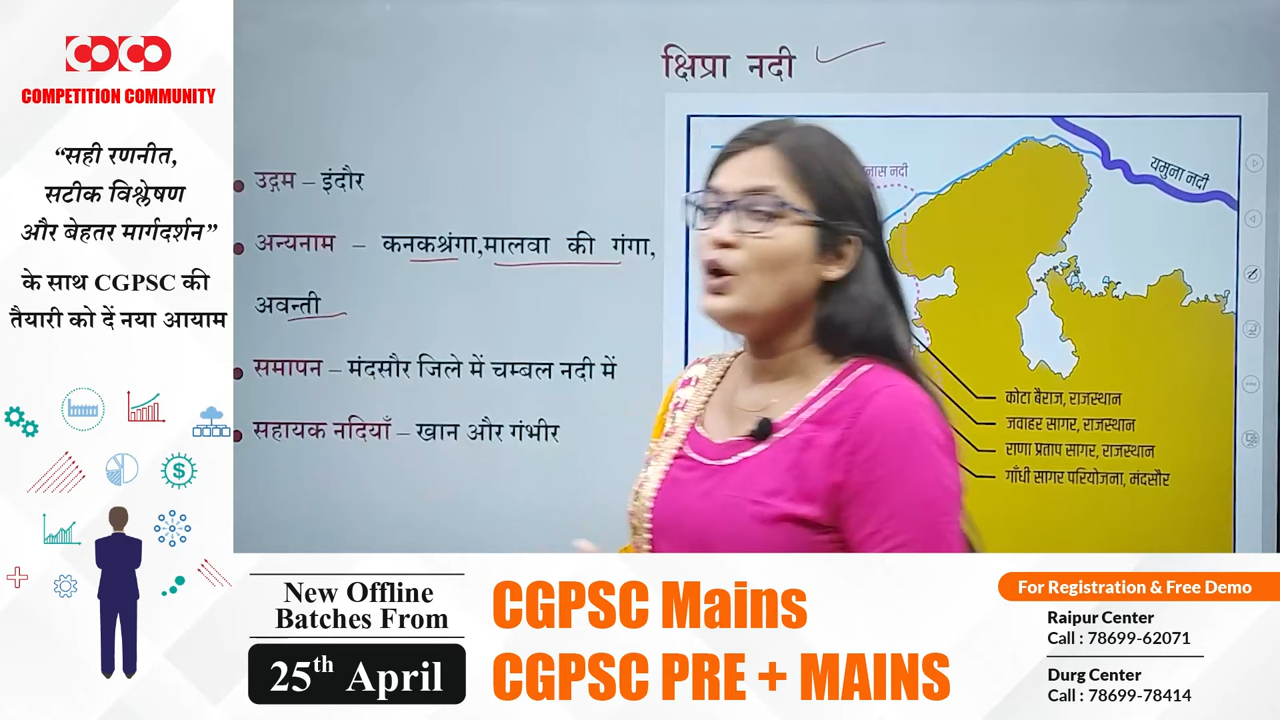 COCO
COMPETITION COMMUNITY
“सही रणनीत,
सटीक विश्लेषण
और बेहतर मार्गदर्शन”
के साथ CGPSC की
तैयारी को दें नया आयाम
क्षिप्रा नदी
उद्गम – इंदौर
अन्यनाम – कनकश्रंगा,मालवा की गंगा,
अवन्ती
समापन – मंदसौर जिले में चम्बल नदी में
सहायक नदियाँ – खान और गंभीर
नदी
यमुना नदी
कोटा बैराज, राजस्थान
जवाहर सागर, राजस्थान
राणा प्रताप सागर, राजस्थान
गाँधी सागर परियोजना, मंदसौर
New Offline
Batches From
25th April
CGPSC Mains
CGPSC PRE + MAINS
For Registration & Free Demo
Raipur Center
Call : 78699-62071
Durg Center
Call : 78699-78414